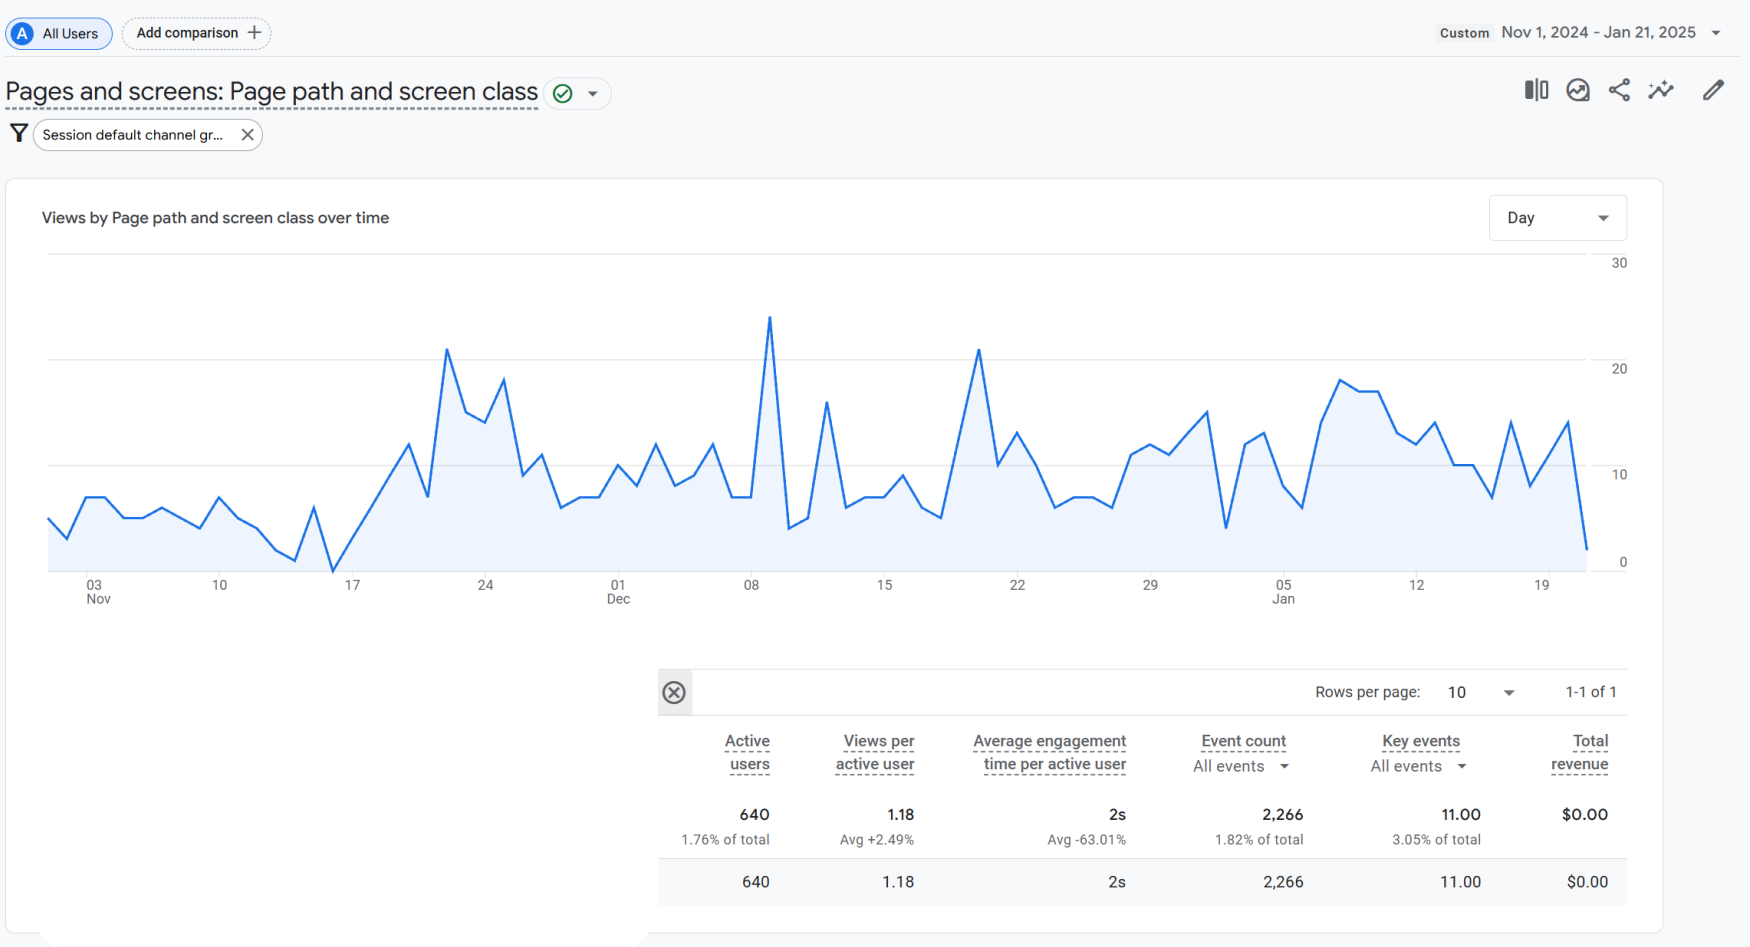 A All Users Add comparison +
Custom Nov 1, 2024 - Jan 21, 2025
Pages and screens: Page path and screen class
Session default channel gr...
Views by Page path and screen class over time
Day
30
20
10
0
03 10 17 24 01 08 15 22 29 05 12 19
Nov Dec Jan
Rows per page: 10 1-1 of 1
Active users
Views per active user
Average engagement time per active user
Event count
All events
Key events
All events
Total revenue
640 1.18 2s 2,266 11.00 $0.00
1.76% of total Avg +2.49% Avg -63.01% 1.82% of total 3.05% of total
640 1.18 2s 2,266 11.00 $0.00